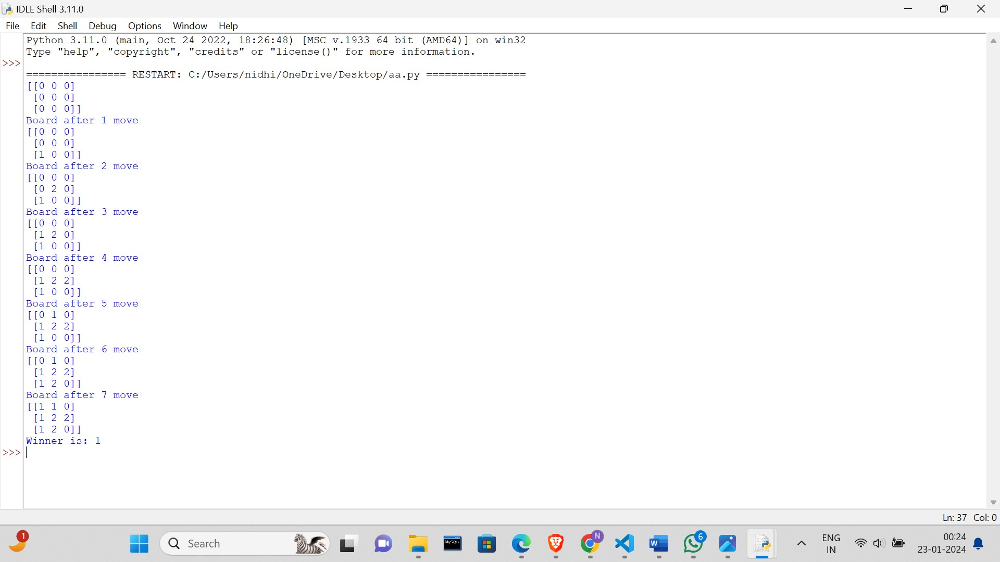 IDLE Shell 3.11.0
File Edit Shell Debug Options Window Help
Python 3.11.0 (main, Oct 24 2022, 18:26:48) [MSC v.1933 64 bit (AMD64)] on win32
Type "help", "copyright", "credits" or "license()" for more information.
>>>
================ RESTART: C:/Users/nidhi/OneDrive/Desktop/aa.py ================
[[0 0 0]
 [0 0 0]
 [0 0 0]]
Board after 1 move
[[0 0 0]
 [0 0 0]
 [1 0 0]]
Board after 2 move
[[0 0 0]
 [0 2 0]
 [1 0 0]]
Board after 3 move
[[0 0 0]
 [1 2 0]
 [1 0 0]]
Board after 4 move
[[0 0 0]
 [1 2 2]
 [1 0 0]]
Board after 5 move
[[0 1 0]
 [1 2 2]
 [1 0 0]]
Board after 6 move
[[0 1 0]
 [1 2 2]
 [1 2 0]]
Board after 7 move
[[1 1 0]
 [1 2 2]
 [1 2 0]]
Winner is: 1
>>>
Ln: 37 Col: 0
1
Search
MySQL
N
W
6
ENG
IN
00:24
23-01-2024